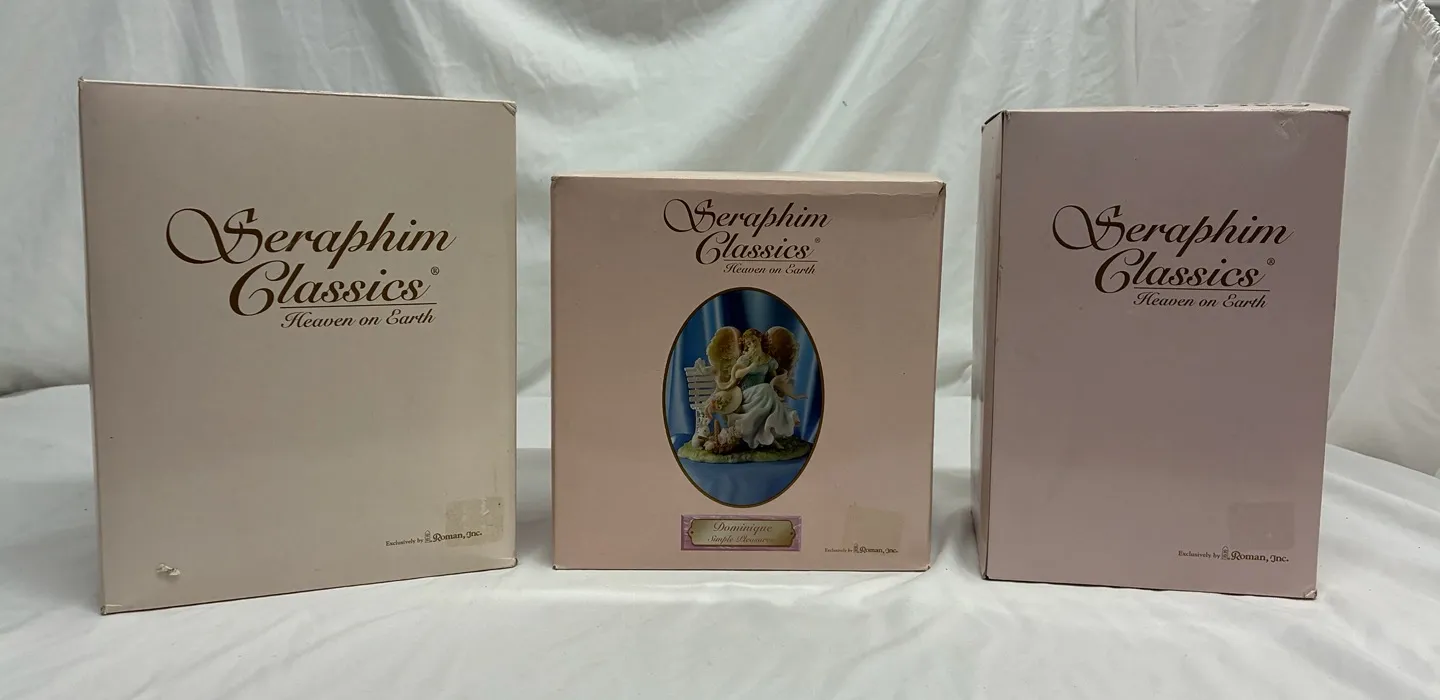 Seraphim
Classics®
Heaven on Earth
Exclusively by Roman, Inc.
Seraphim
Classics®
Heaven on Earth
Dominique
Simple Pleasures
Exclusively by Roman, Inc.
Seraphim
Classics®
Heaven on Earth
Exclusively by Roman, Inc.